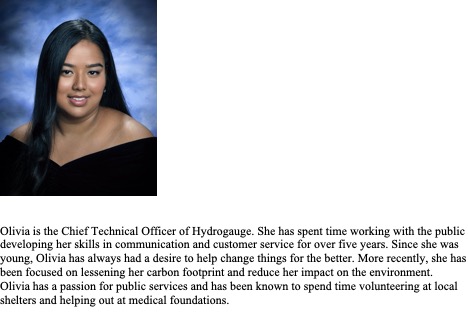 Olivia is the Chief Technical Officer of Hydrogauge. She has spent time working with the public
developing her skills in communication and customer service for over five years. Since she was
young, Olivia has always had a desire to help change things for the better. More recently, she has
been focused on lessening her carbon footprint and reduce her impact on the environment.
Olivia has a passion for public services and has been known to spend time volunteering at local
shelters and helping out at medical foundations.